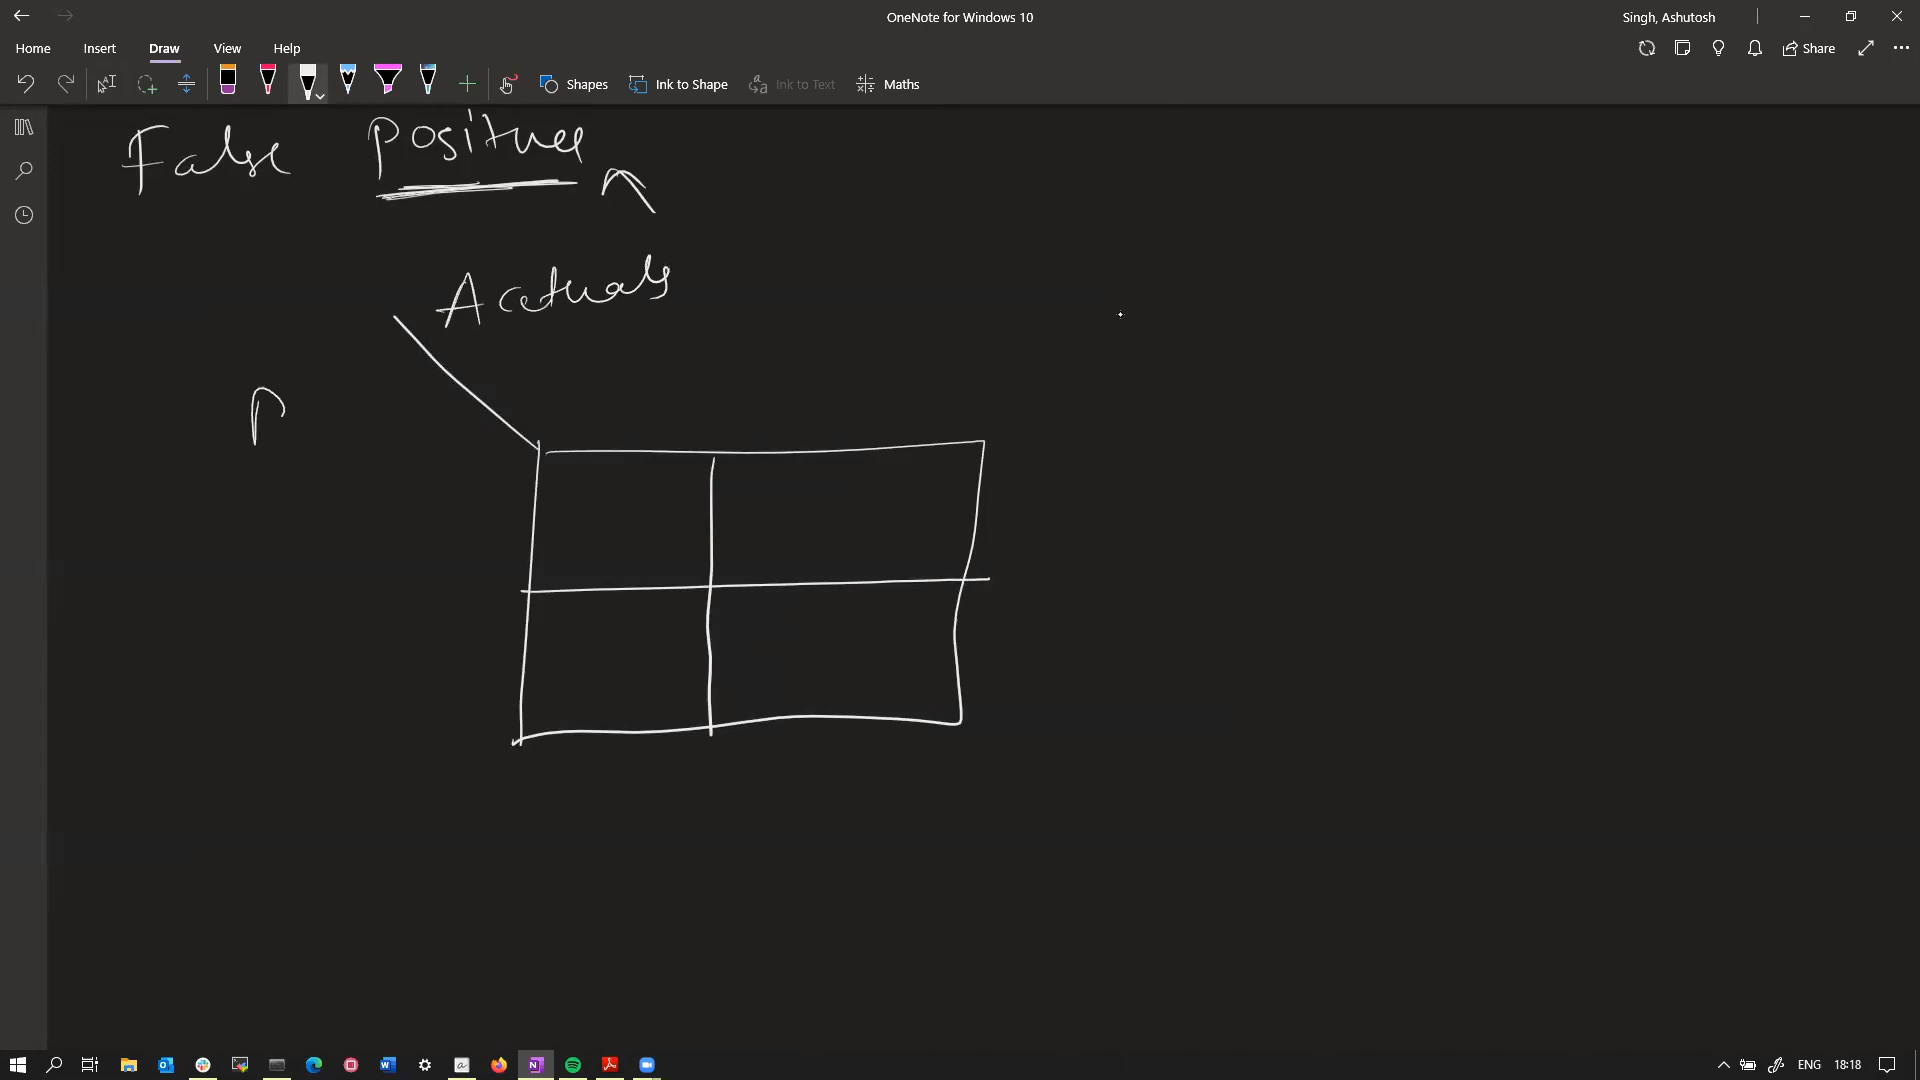 OneNote for Windows 10
Singh, Ashutosh
Home Insert Draw View Help
Share
Shapes Ink to Shape Ink to Text Maths
False Positive
Actuals
P
ENG 18:18